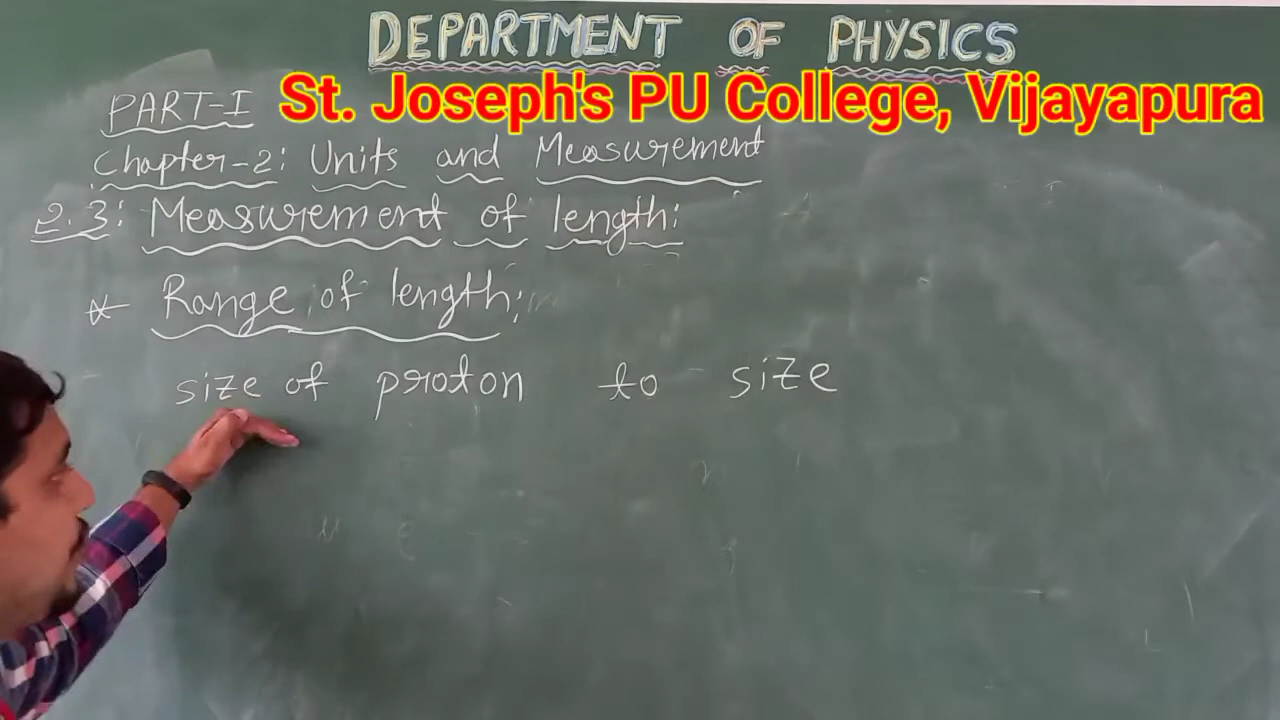 DEPARTMENT OF PHYSICS
St. Joseph's PU College, Vijayapura
PART-I
Chapter-2: Units and Measurement
2.3: Measurement of length:
* Range of length;
size of proton to size